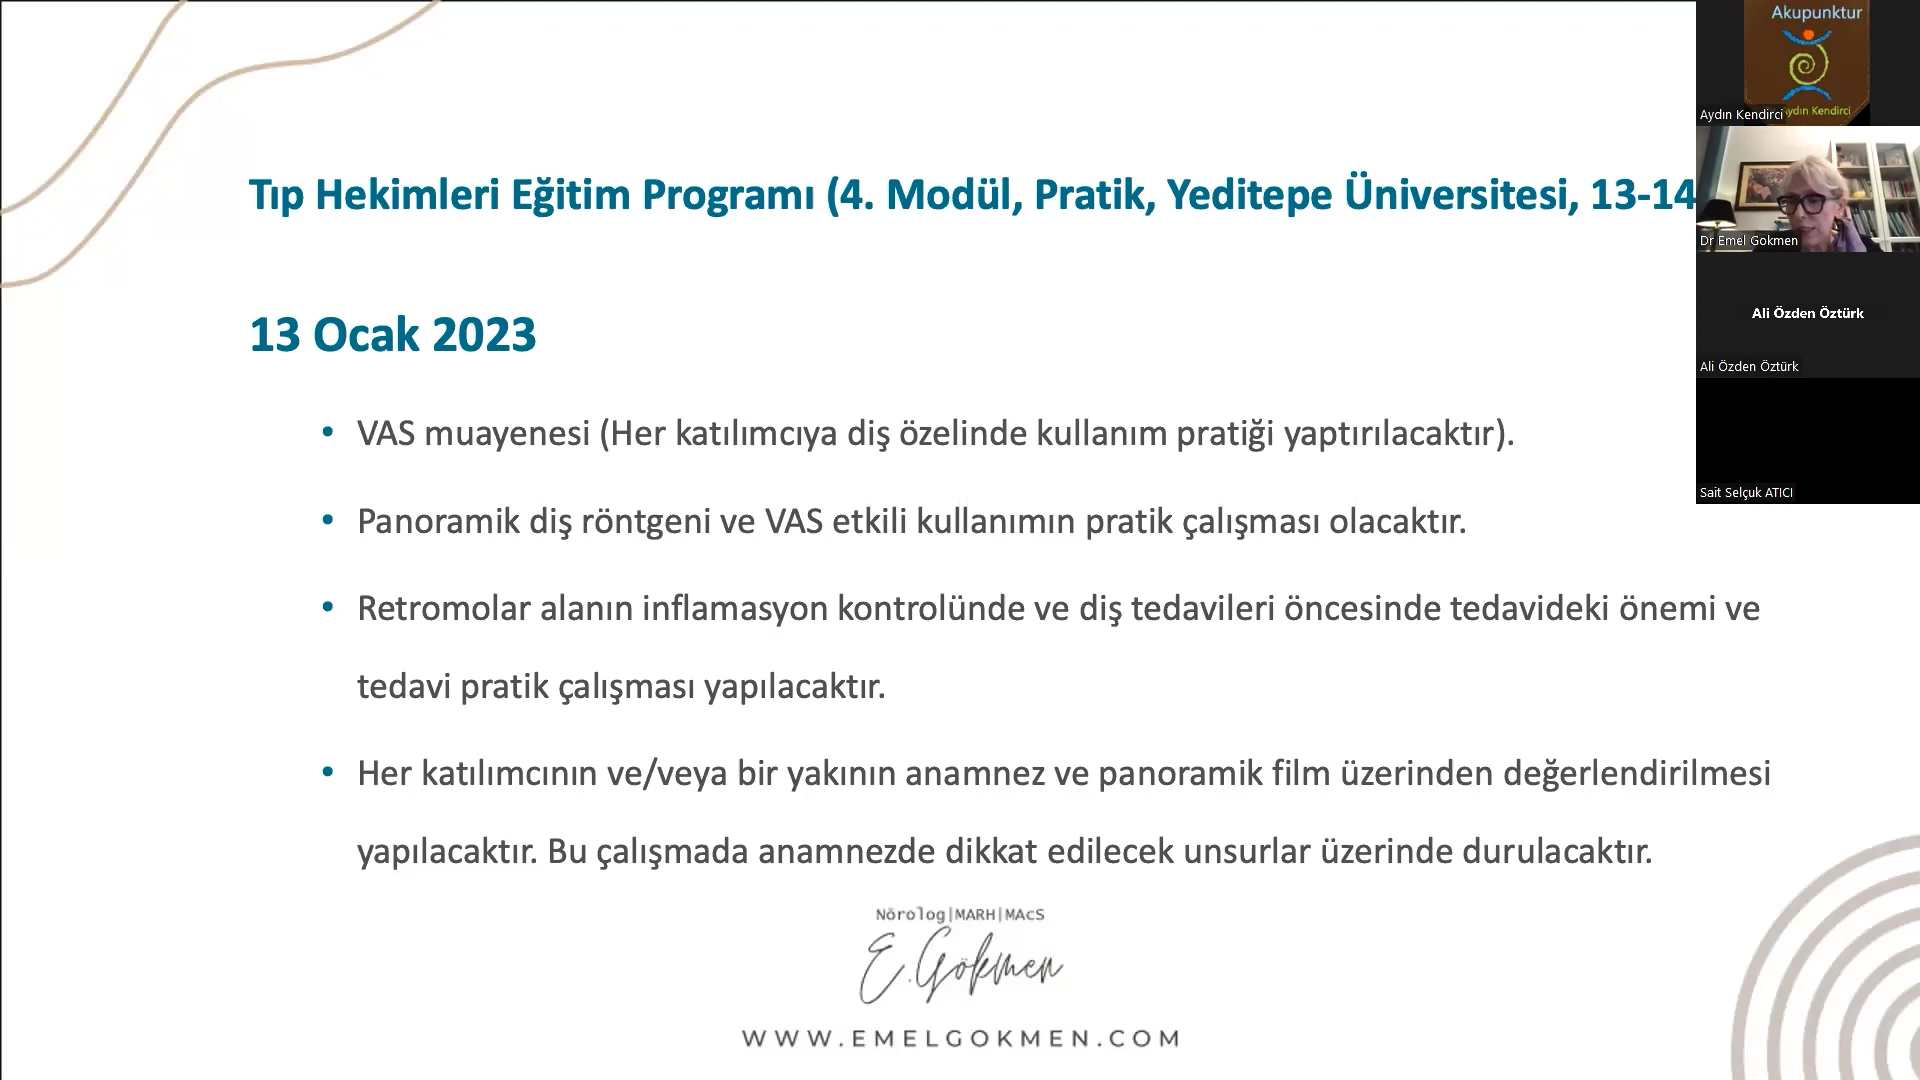 Tıp Hekimleri Eğitim Programı (4. Modül, Pratik, Yeditepe Üniversitesi, 13-14
13 Ocak 2023
• VAS muayenesi (Her katılımcıya diş özelinde kullanım pratiği yaptırılacaktır).
• Panoramik diş röntgeni ve VAS etkili kullanımın pratik çalışması olacaktır.
• Retromolar alanın inflamasyon kontrolünde ve diş tedavileri öncesinde tedavideki önemi ve
tedavi pratik çalışması yapılacaktır.
• Her katılımcının ve/veya bir yakının anamnez ve panoramik film üzerinden değerlendirilmesi
yapılacaktır. Bu çalışmada anamnezde dikkat edilecek unsurlar üzerinde durulacaktır.
Nörolog|MARH|MAcS
E.Gökmen
WWW.EMELGOKMEN.COM
Akupunktur
Aydın Kendirci
Aydın Kendirci
Dr Emel Gokmen
Ali Özden Öztürk
Ali Özden Öztürk
Sait Selçuk ATICI